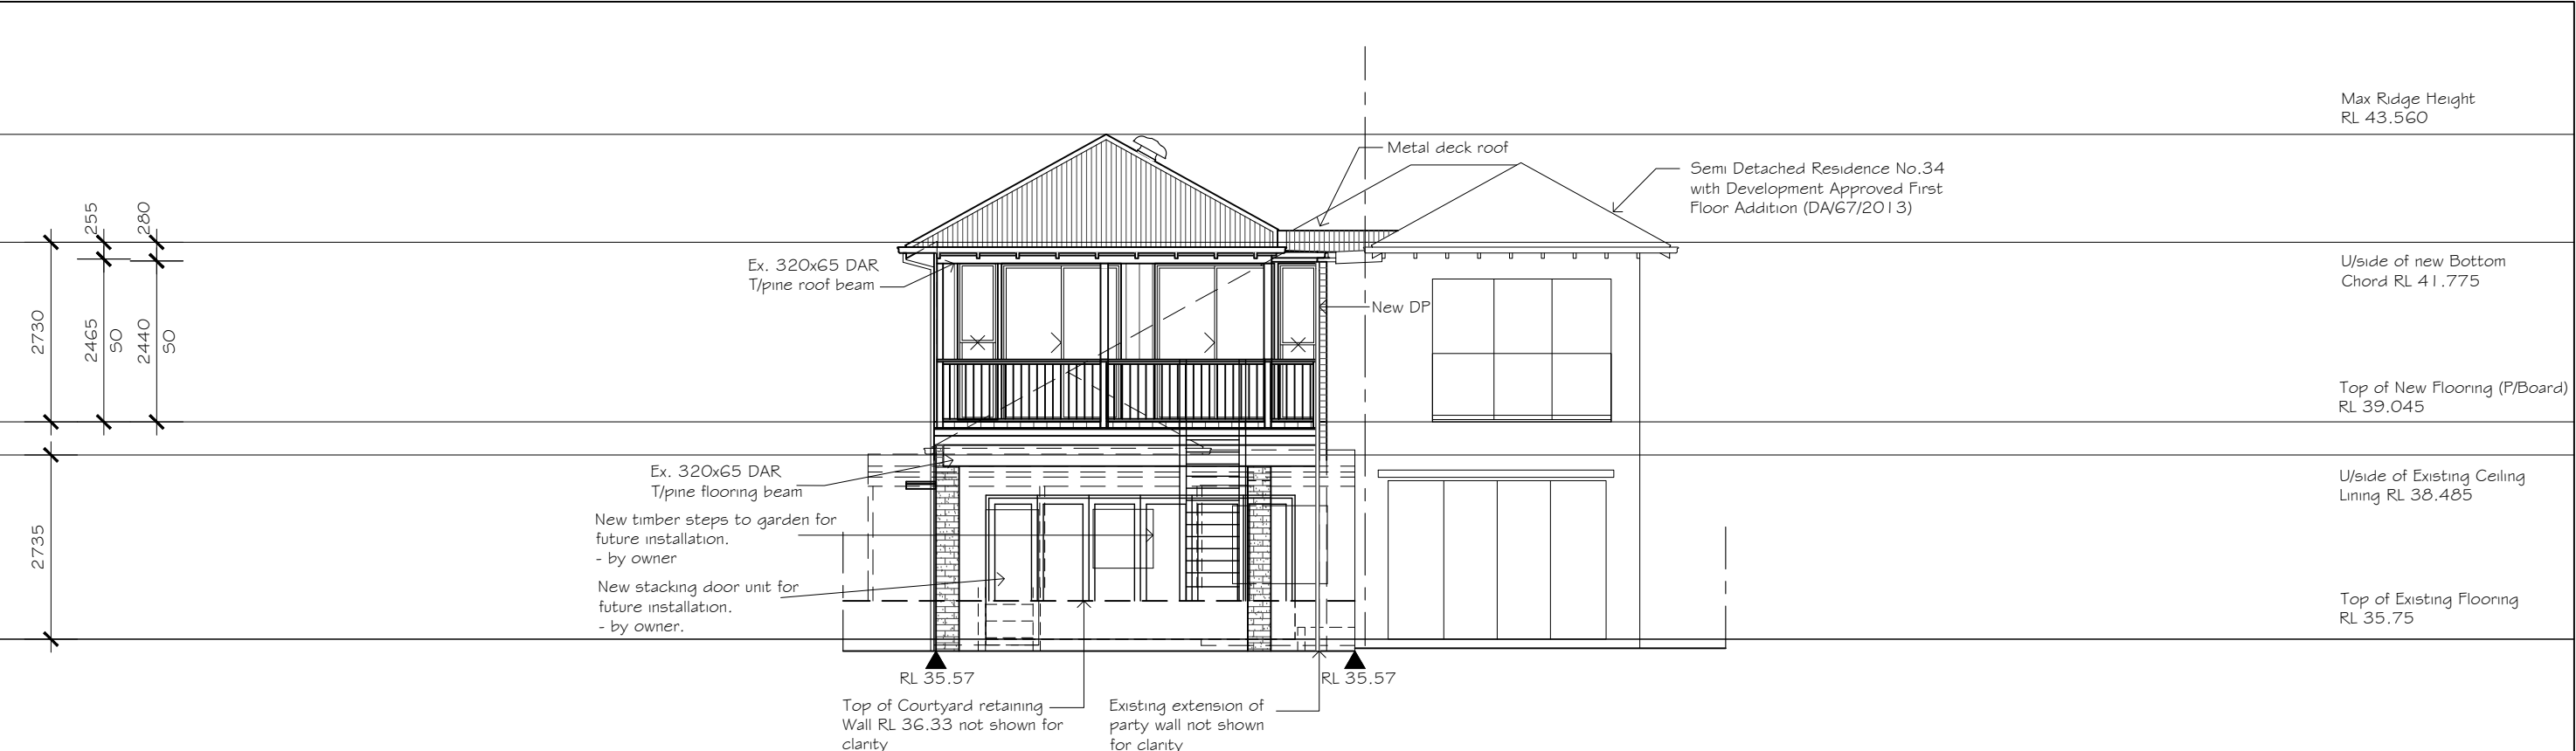 Max Ridge Height
RL 43.560
Metal deck roof
Semi Detached Residence No.34
with Development Approved First
Floor Addition (DA/67/2013)
255
280
Ex. 320x65 DAR
T/pine roof beam
U/side of new Bottom
Chord RL 41.775
New DP
2730
2465
SO
2440
SO
Top of New Flooring (P/Board)
RL 39.045
Ex. 320x65 DAR
T/pine flooring beam
U/side of Existing Ceiling
Lining RL 38.485
New timber steps to garden for
future installation.
- by owner
2735
New stacking door unit for
future installation.
- by owner.
Top of Existing Flooring
RL 35.75
RL 35.57
RL 35.57
Top of Courtyard retaining
Wall RL 36.33 not shown for
clarity
Existing extension of
party wall not shown
for clarity